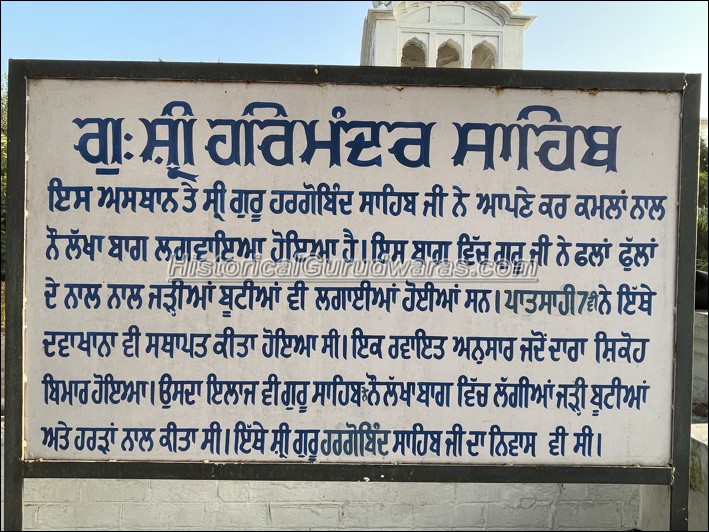 ਗੁ: ਸ਼੍ਰੀ ਹਰਿਮੰਦਰ ਸਾਹਿਬ
ਇਸ ਅਸਥਾਨ ਤੇ ਸ੍ਰੀ ਗੁਰੂ ਹਰਗੋਬਿੰਦ ਸਾਹਿਬ ਜੀ ਨੇ ਆਪਣੇ ਕਰ ਕਮਲਾਂ ਨਾਲ
ਨੌ ਲੱਖਾ ਬਾਗ ਲਗਵਾਇਆ ਹੋਇਆ ਹੈ। ਇਸ ਬਾਗ ਵਿੱਚ ਗੁਰੂ ਜੀ ਨੇ ਫਲਾਂ ਫੁੱਲਾਂ
HistoricalGurudwaras.com
ਦੇ ਨਾਲ ਨਾਲ ਜੜ੍ਹੀਆਂ ਬੂਟੀਆਂ ਵੀ ਲਗਾਈਆਂ ਹੋਈਆਂ ਸਨ। ਪਾਤਸਾਹੀ 7ਵੀਂ ਨੇ ਇੱਥੇ
ਦਵਾਖਾਨਾ ਵੀ ਸਥਾਪਤ ਕੀਤਾ ਹੋਇਆ ਸੀ। ਇਕ ਰਵਾਇਤ ਅਨੁਸਾਰ ਜਦੋਂ ਦਾਰਾ ਸ਼ਿਕੋਹ
ਬਿਮਾਰ ਹੋਇਆ। ਉਸਦਾ ਇਲਾਜ ਵੀ ਗੁਰੂ ਸਾਹਿਬ ਨੌ ਲੱਖਾ ਬਾਗ ਵਿੱਚ ਲੱਗੀਆਂ ਜੜ੍ਹੀ ਬੂਟੀਆਂ
ਅਤੇ ਹਰੜਾਂ ਨਾਲ ਕੀਤਾ ਸੀ। ਇੱਥੇ ਸ਼੍ਰੀ ਗੁਰੂ ਹਰਗੋਬਿੰਦ ਸਾਹਿਬ ਜੀ ਦਾ ਨਿਵਾਸ ਵੀ ਸੀ।